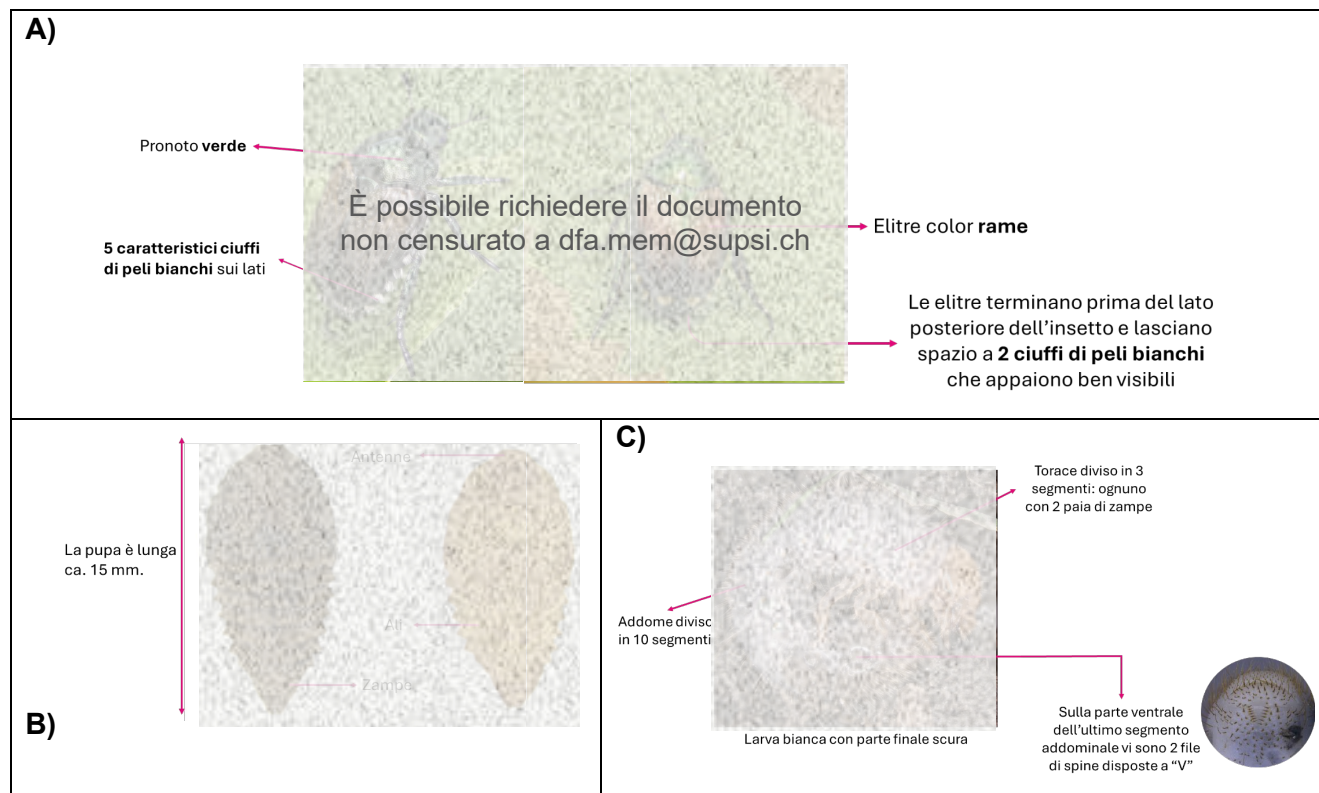 A)
Pronoto verde
5 caratteristici ciuffi
di peli bianchi sui lati
È possibile richiedere il documento
non censurato a dfa.mem@supsi.ch
Elitre color rame
Le elitre terminano prima del lato
posteriore dell'insetto e lasciano
spazio a 2 ciuffi di peli bianchi
che appaiono ben visibili
La pupa è lunga
ca. 15 mm.
Antenne
Ali
Zampe
B)
C)
Torace diviso in 3
segmenti: ognuno
con 2 paia di zampe
Addome diviso
in 10 segmenti
Larva bianca con parte finale scura
Sulla parte ventrale
dell'ultimo segmento
addominale vi sono 2 file
di spine disposte a "V"